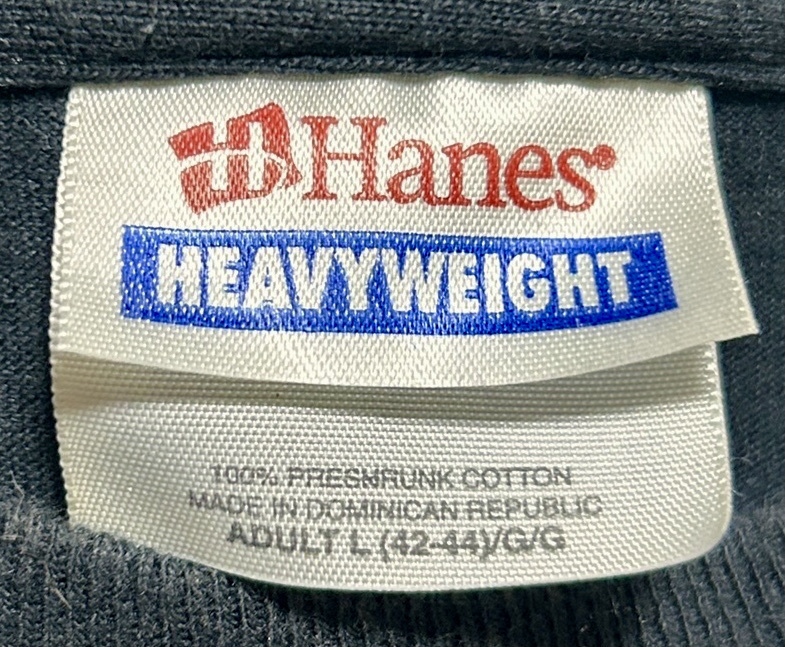 H Hanes®
HEAVYWEIGHT
100% PRESHRUNK COTTON
MADE IN DOMINICAN REPUBLIC
ADULT L (42-44)/G/G